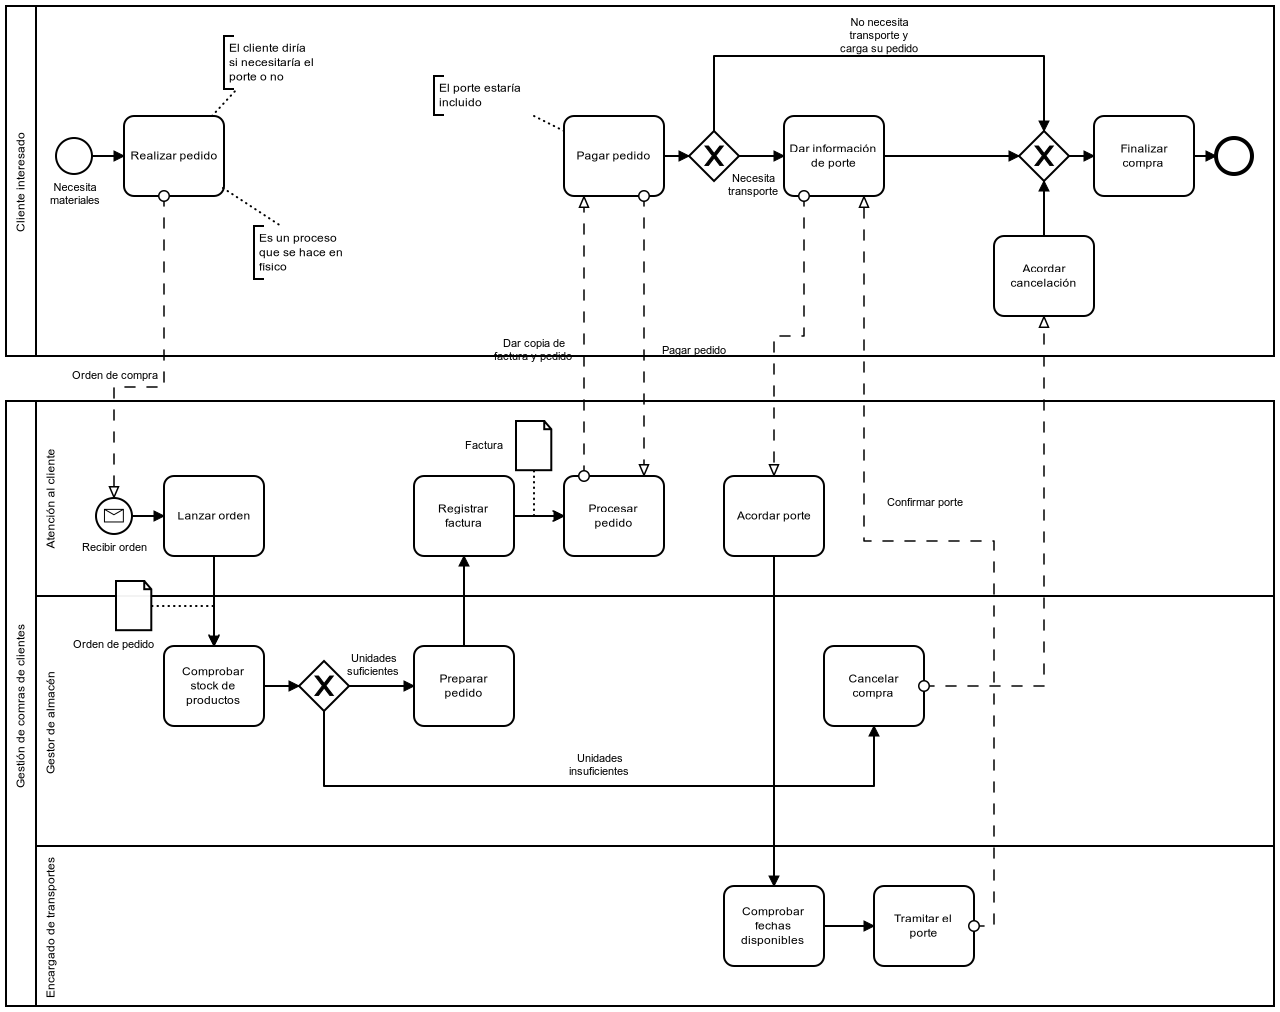 Cliente interesado
Necesita
materiales
Realizar pedido
El cliente diría
si necesitaría el
porte o no
Es un proceso
que se hace en
físico
El porte estaría
incluido
Pagar pedido
No necesita
transporte y
carga su pedido
Necesita
transporte
Dar información
de porte
Finalizar
compra
Acordar
cancelación
Orden de compra
Dar copia de
factura y pedido
Pagar pedido
Confirmar porte
Gestión de compras de clientes
Atención al cliente
Recibir orden
Lanzar orden
Registrar
factura
Factura
Procesar
pedido
Acordar porte
Orden de pedido
Gestor de almacén
Comprobar
stock de
productos
Unidades
suficientes
Preparar
pedido
Unidades
insuficientes
Cancelar
compra
Encargado de transportes
Comprobar
fechas
disponibles
Tramitar el
porte